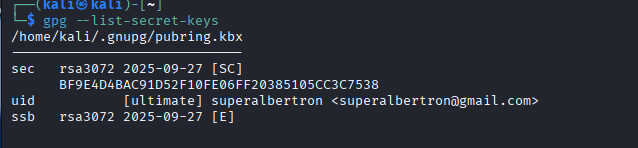 ┌──(kali㉿kali)-[~]
└─$ gpg --list-secret-keys
/home/kali/.gnupg/pubring.kbx
-----------------------------
sec   rsa3072 2025-09-27 [SC]
      BF9E4D4BAC91D52F10FE06FF20385105CC3C7538
uid           [ultimate] superalbertron <superalbertron@gmail.com>
ssb   rsa3072 2025-09-27 [E]